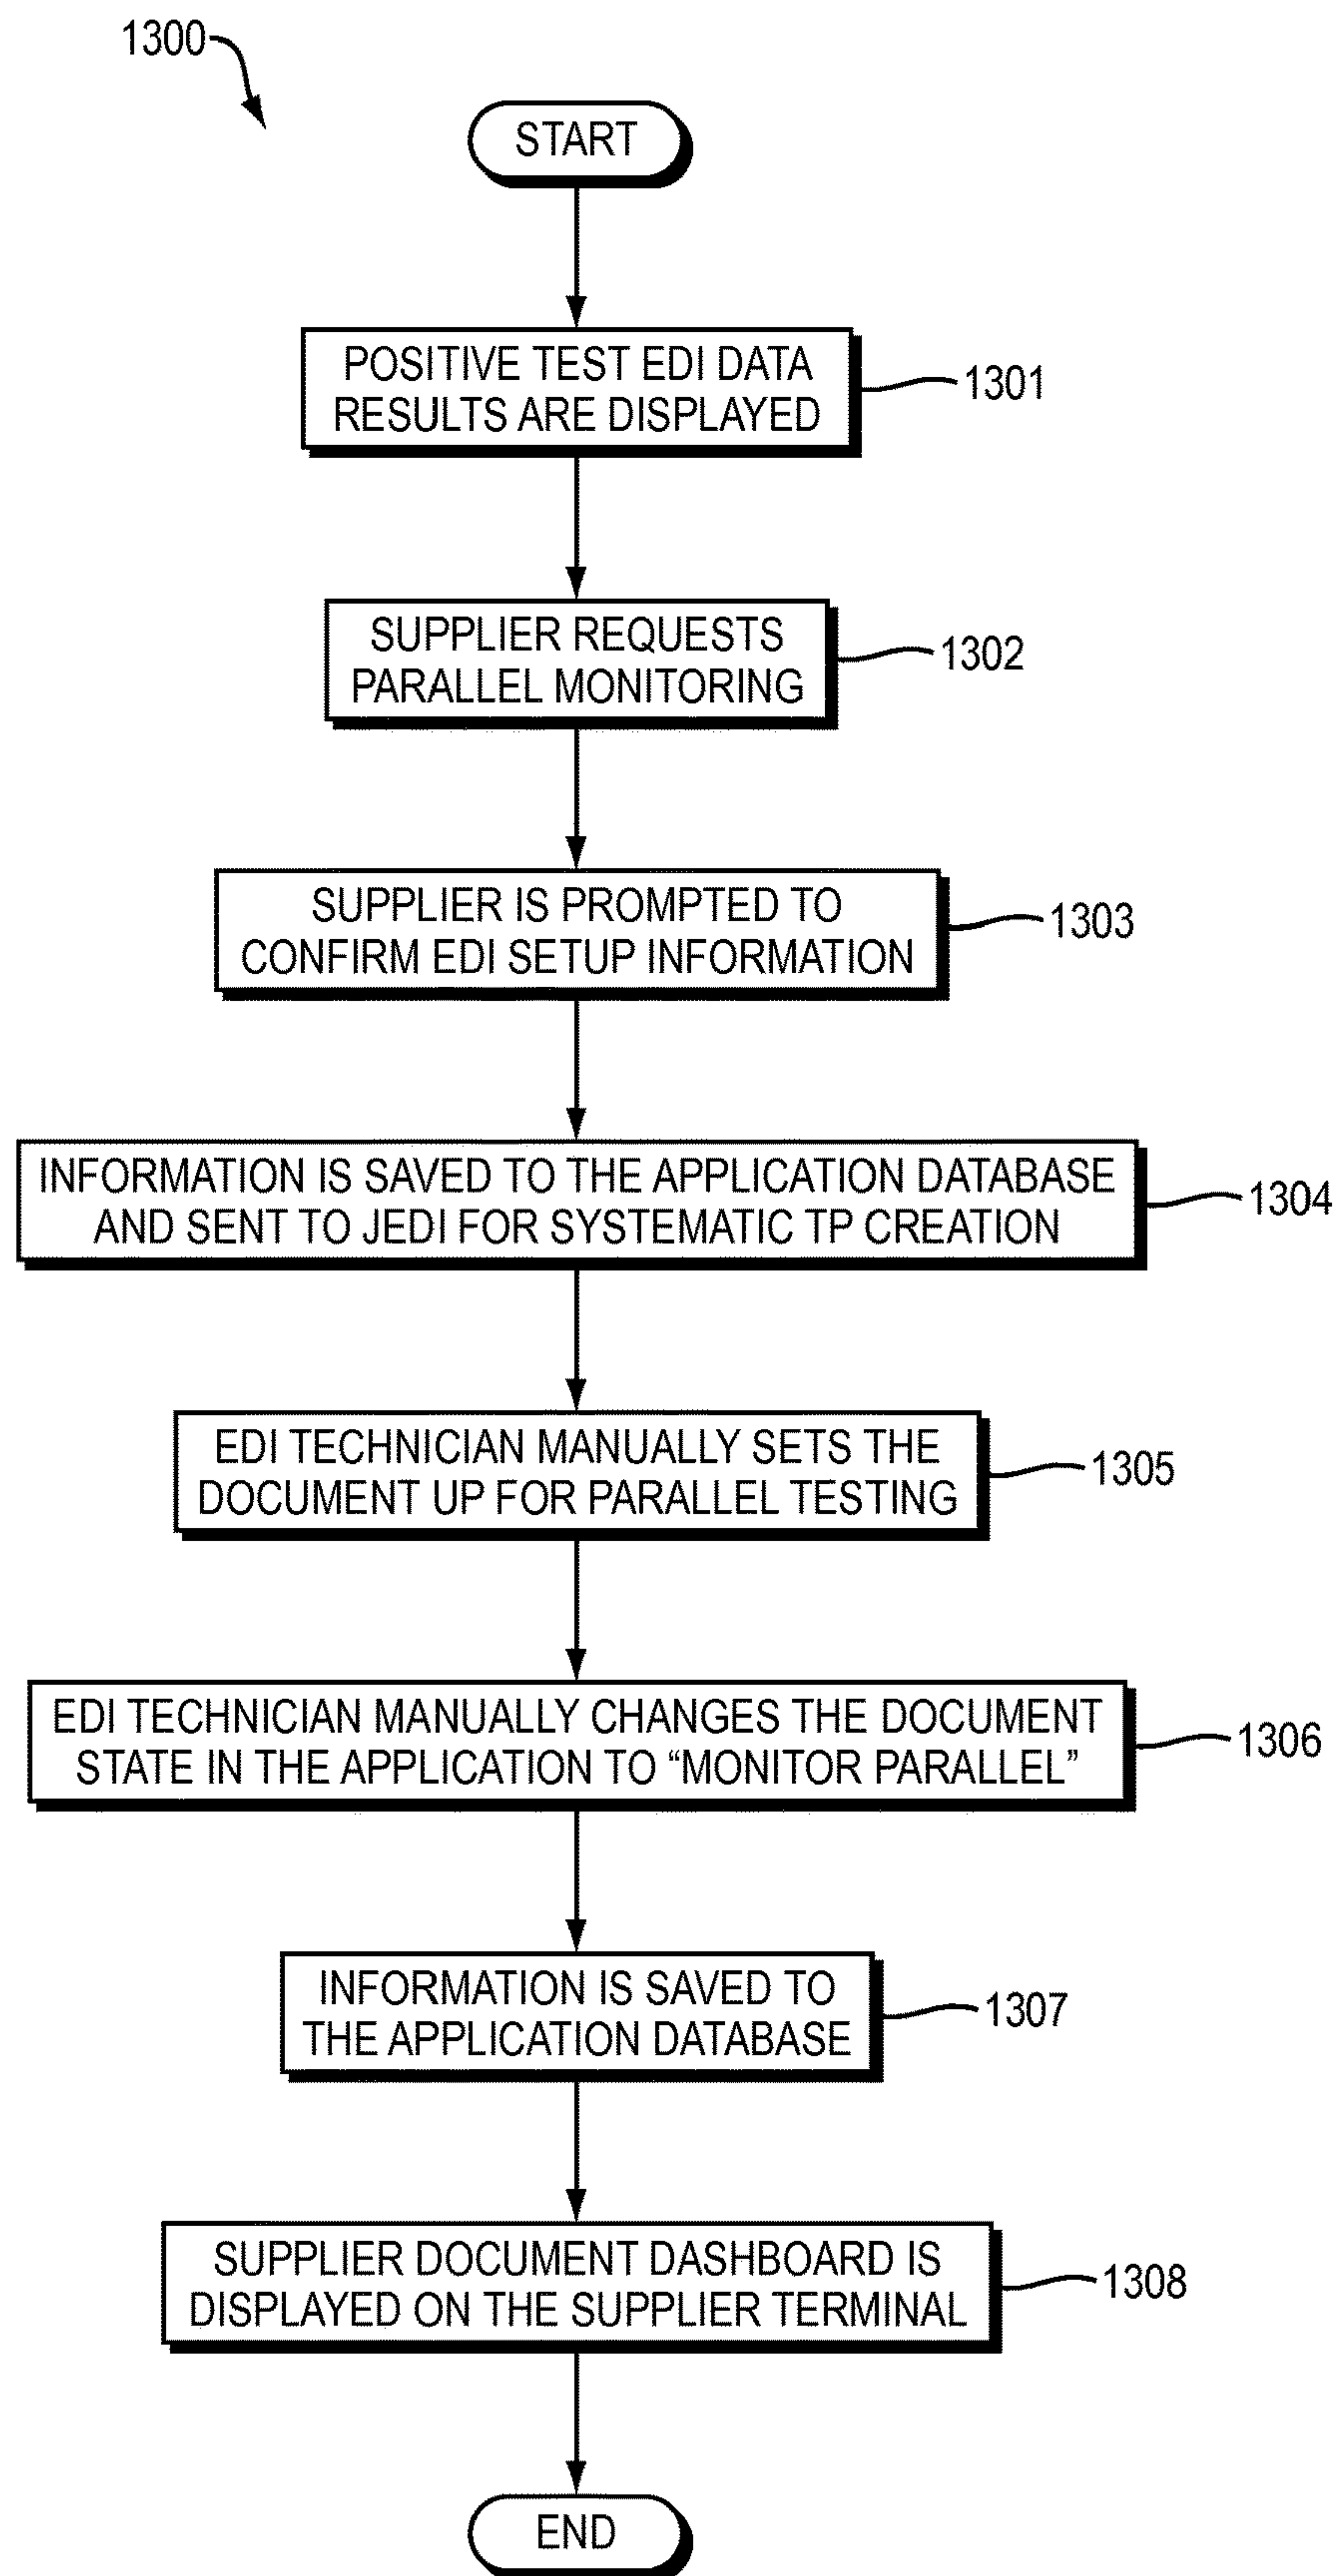 1300
START
POSITIVE TEST EDI DATA
RESULTS ARE DISPLAYED
1301
SUPPLIER REQUESTS
PARALLEL MONITORING
1302
SUPPLIER IS PROMPTED TO
CONFIRM EDI SETUP INFORMATION
1303
INFORMATION IS SAVED TO THE APPLICATION DATABASE
AND SENT TO JEDI FOR SYSTEMATIC TP CREATION
1304
EDI TECHNICIAN MANUALLY SETS THE
DOCUMENT UP FOR PARALLEL TESTING
1305
EDI TECHNICIAN MANUALLY CHANGES THE DOCUMENT
STATE IN THE APPLICATION TO “MONITOR PARALLEL”
1306
INFORMATION IS SAVED TO
THE APPLICATION DATABASE
1307
SUPPLIER DOCUMENT DASHBOARD IS
DISPLAYED ON THE SUPPLIER TERMINAL
1308
END